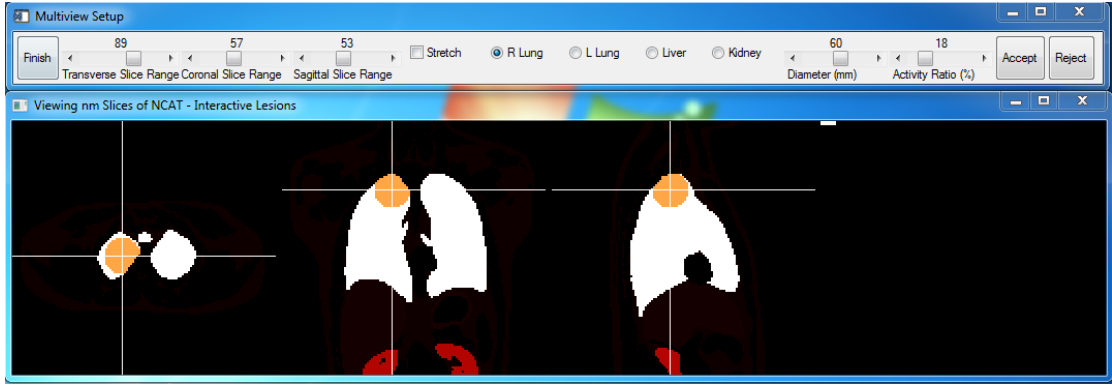 Multiview Setup
Finish
89
Transverse Slice Range
57
Coronal Slice Range
53
Sagittal Slice Range
Stretch
R Lung
L Lung
Liver
Kidney
60
Diameter (mm)
18
Activity Ratio (%)
Accept
Reject
Viewing nm Slices of NCAT - Interactive Lesions